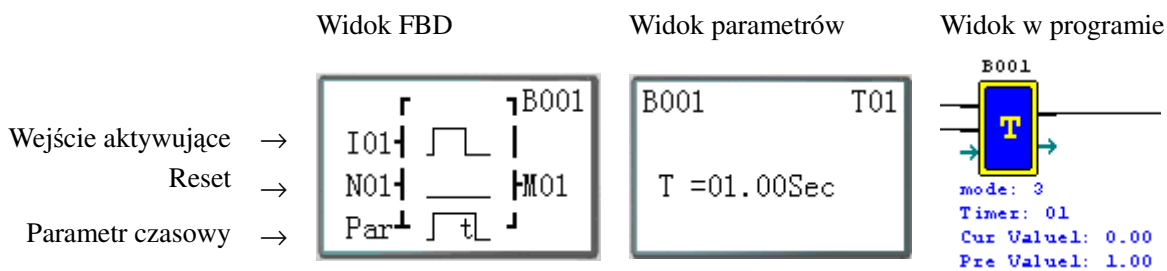 Widok FBD
Widok parametrów
Widok w programie
Wejście aktywujące →
Reset →
Parametr czasowy →
B001
I01
N01
M01
Par
t
B001 T01
T =01.00Sec
B001
T
mode: 3
Timer: 01
Cur Value1: 0.00
Pre Value1: 1.00